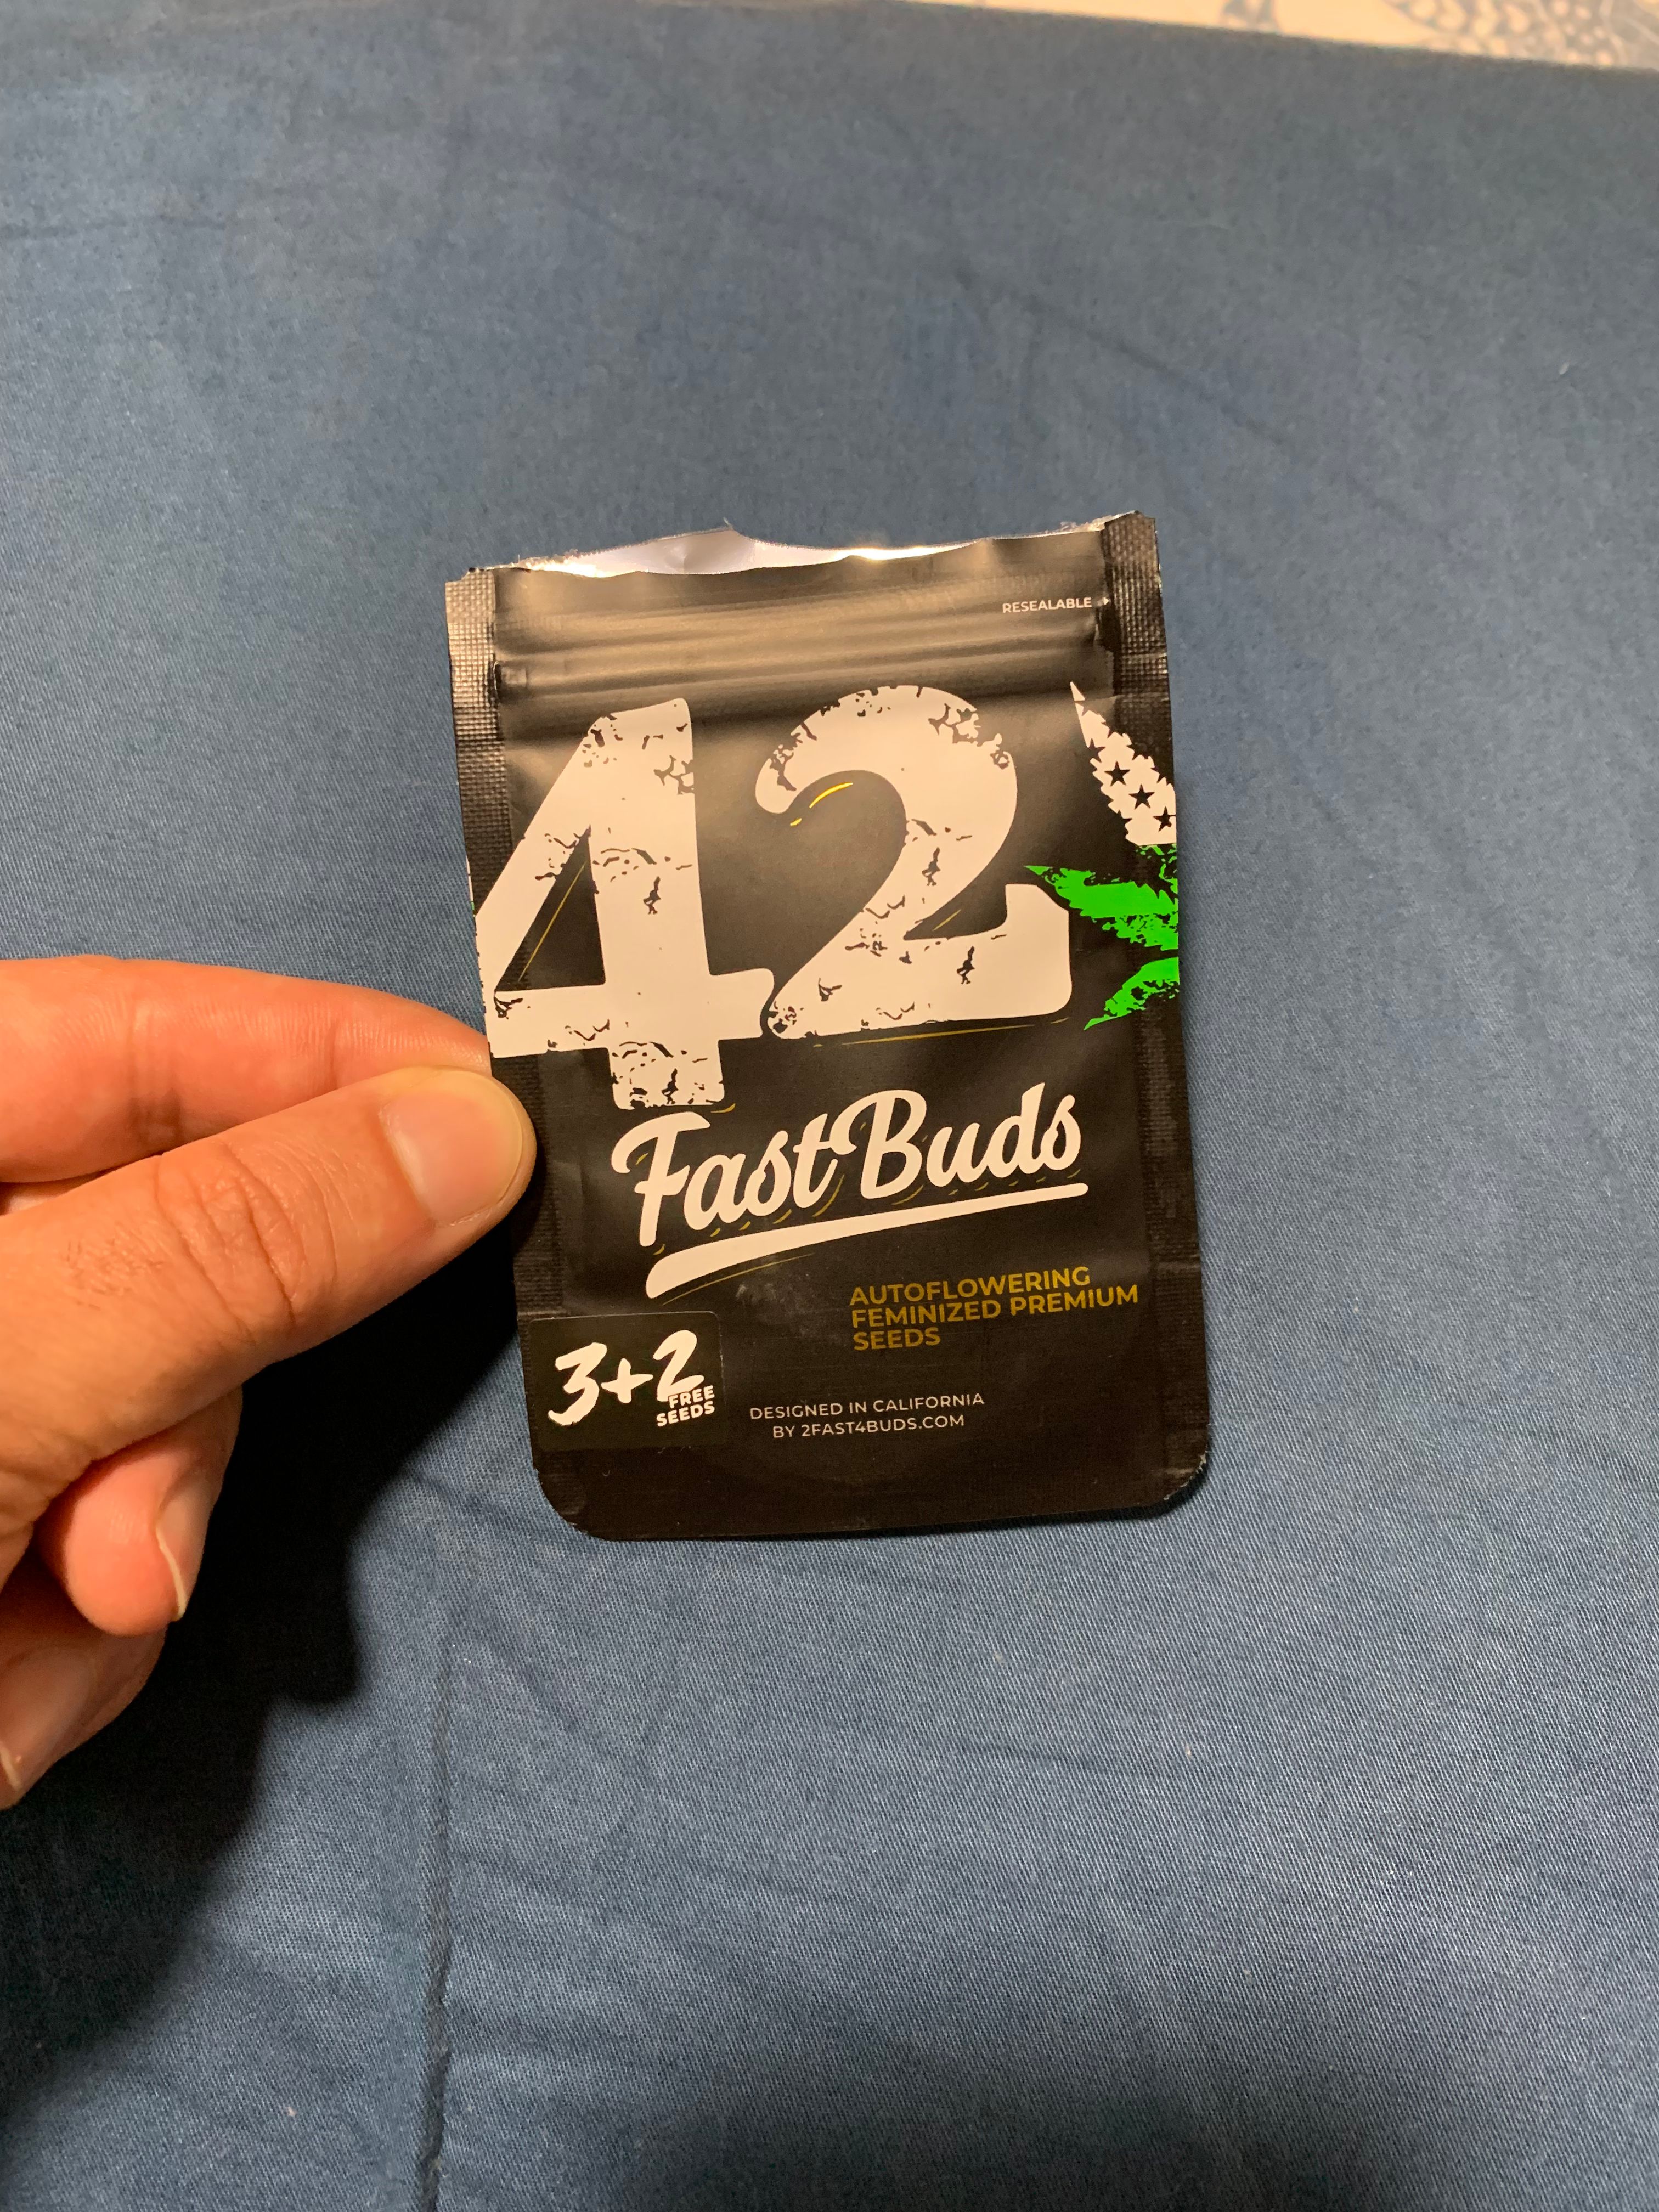 RESEALABLE
42
FastBuds
AUTOFLOWERING
FEMINIZED PREMIUM
SEEDS
3+2
FREE
SEEDS
DESIGNED IN CALIFORNIA
BY 2FAST4BUDS.COM